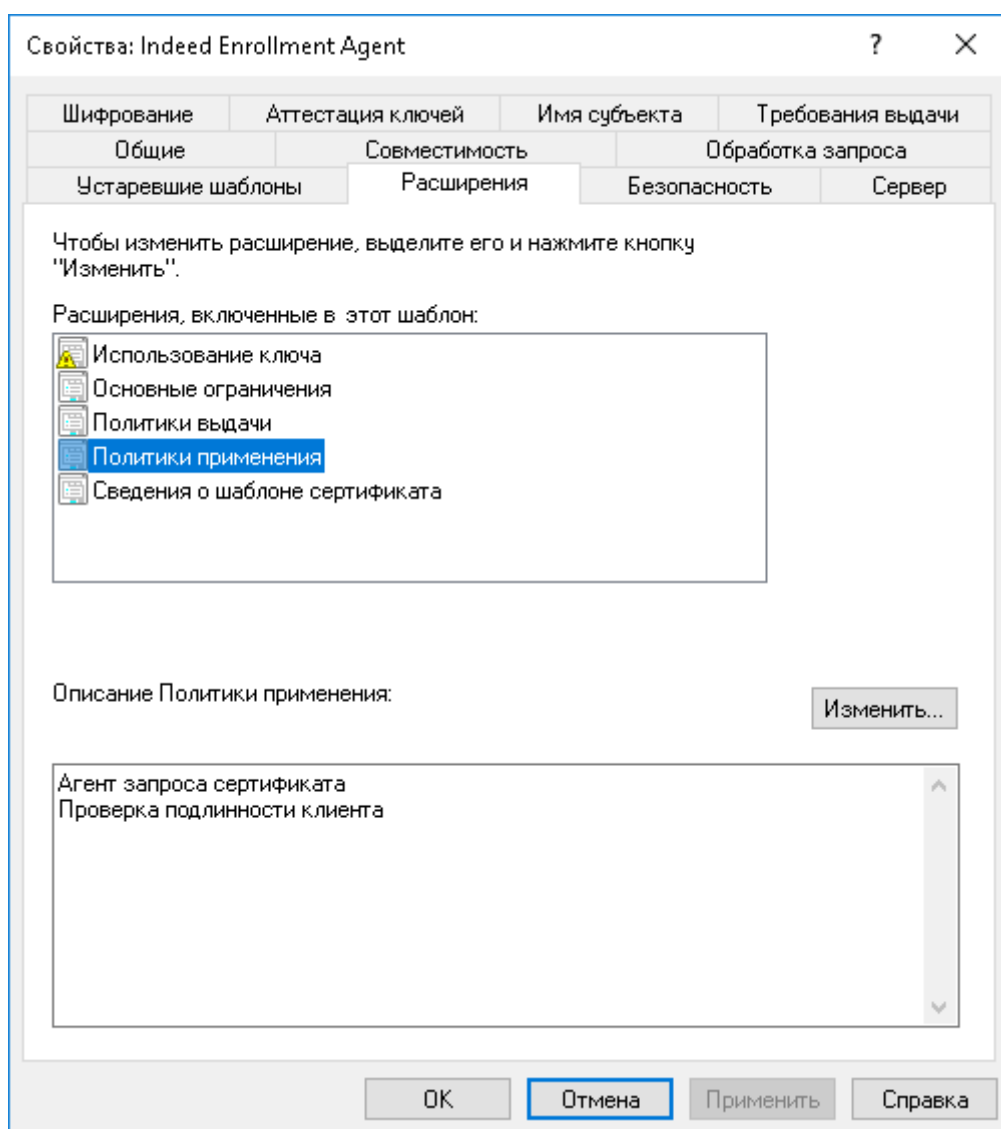 Свойства: Indeed Enrollment Agent
Шифрование Аттестация ключей Имя субъекта Требования выдачи
Общие Совместимость Обработка запроса
Устаревшие шаблоны Расширения Безопасность Сервер
Чтобы изменить расширение, выделите его и нажмите кнопку
"Изменить".
Расширения, включенные в этот шаблон:
Использование ключа
Основные ограничения
Политики выдачи
Политики применения
Сведения о шаблоне сертификата
Описание Политики применения:
Изменить...
Агент запроса сертификата
Проверка подлинности клиента
ОК Отмена Применить Справка